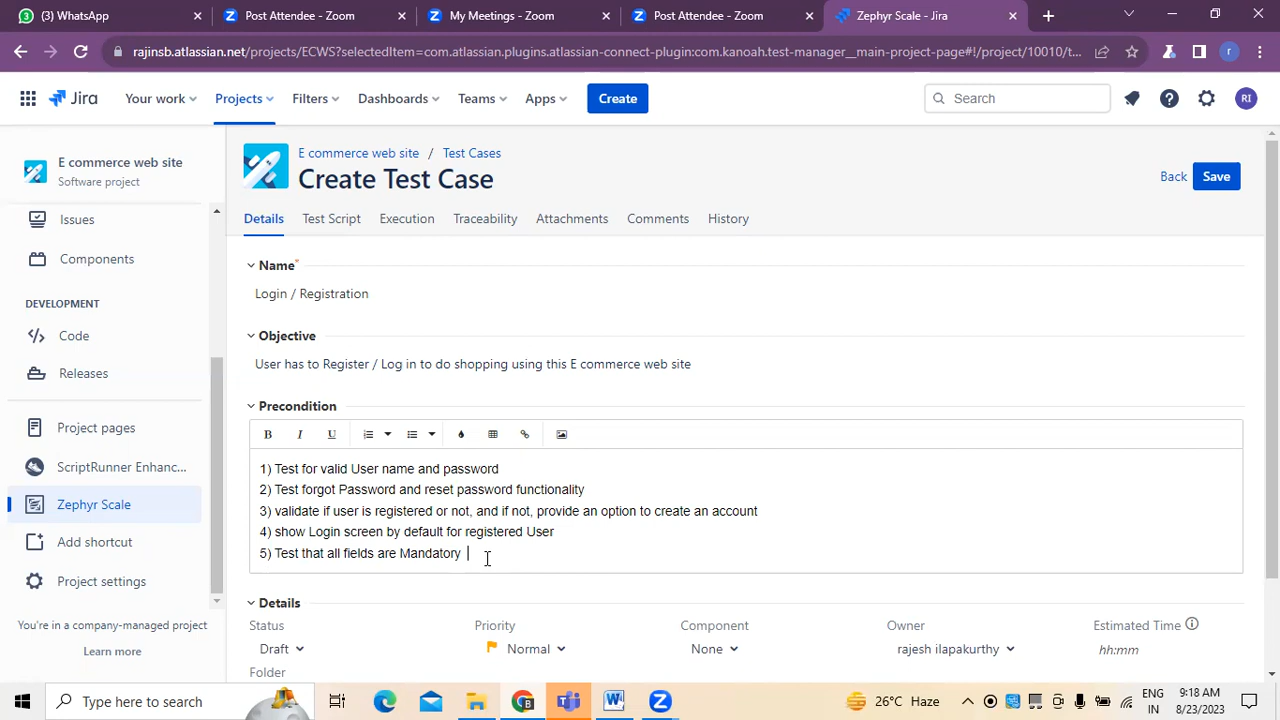 (3) WhatsApp
Post Attendee - Zoom
My Meetings - Zoom
Post Attendee - Zoom
Zephyr Scale - Jira
rajinsb.atlassian.net/projects/ECWS?selectedItem=com.atlassian.plugins.atlassian-connect-plugin:com.kanoah.test-manager__main-project-page#!/project/10010/t...
r
Jira
Your work
Projects
Filters
Dashboards
Teams
Apps
Create
Search
RI
E commerce web site
Software project
Issues
Components
DEVELOPMENT
Code
Releases
Project pages
ScriptRunner Enhanc...
Zephyr Scale
Add shortcut
Project settings
You're in a company-managed project
Learn more
E commerce web site / Test Cases
Create Test Case
Back
Save
Details
Test Script
Execution
Traceability
Attachments
Comments
History
Name*
Login / Registration
Objective
User has to Register / Log in to do shopping using this E commerce web site
Precondition
B I U
1) Test for valid User name and password
2) Test forgot Password and reset password functionality
3) validate if user is registered or not, and if not, provide an option to create an account
4) show Login screen by default for registered User
5) Test that all fields are Mandatory
Details
Status
Priority
Component
Owner
Estimated Time
Draft
Normal
None
rajesh ilapakurthy
hh:mm
Folder
Type here to search
26°C Haze
ENG
IN
9:18 AM
8/23/2023